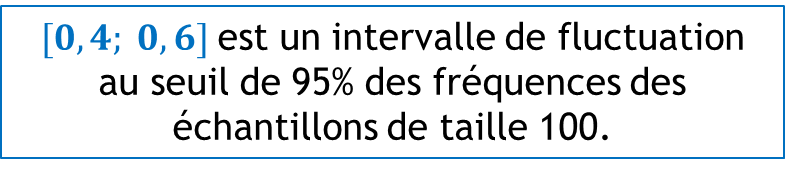 [0, 4; 0, 6] est un intervalle de fluctuation
au seuil de 95% des fréquences des
échantillons de taille 100.